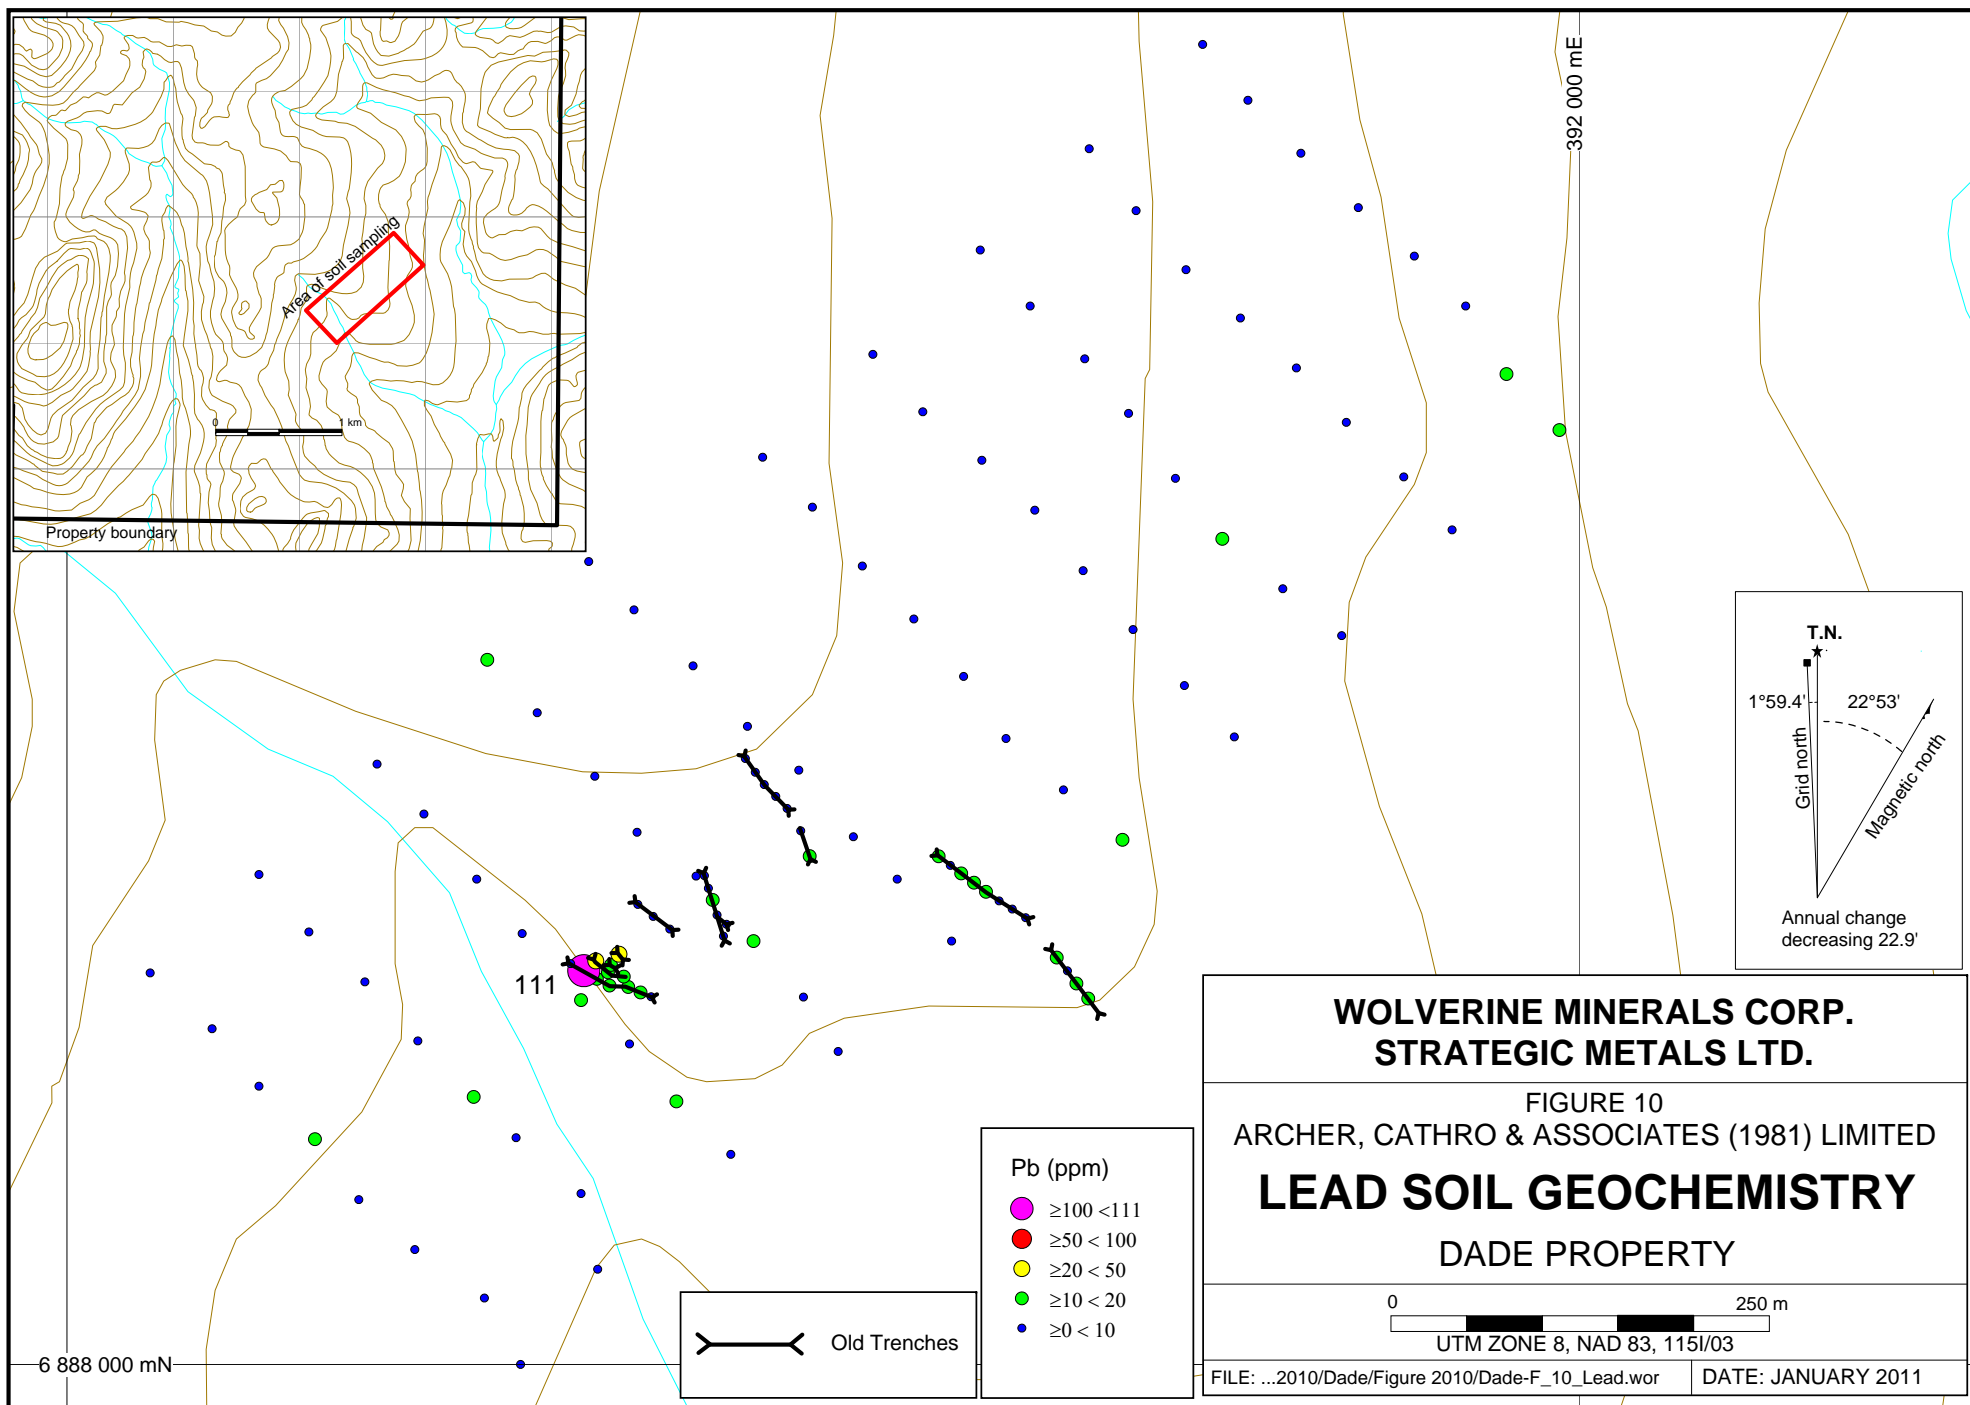 Area of soil sampling
0 1 km
Property boundary
392 000 mE
T.N.
1°59.4' 22°53'
Grid north
Magnetic north
Annual change
decreasing 22.9'
111
6 888 000 mN
Old Trenches
Pb (ppm)
≥100 <111
≥50 < 100
≥20 < 50
≥10 < 20
≥0 < 10
WOLVERINE MINERALS CORP.
STRATEGIC METALS LTD.
FIGURE 10
ARCHER, CATHRO & ASSOCIATES (1981) LIMITED
LEAD SOIL GEOCHEMISTRY
DADE PROPERTY
0 250 m
UTM ZONE 8, NAD 83, 115I/03
FILE: ...2010/Dade/Figure 2010/Dade-F_10_Lead.wor
DATE: JANUARY 2011